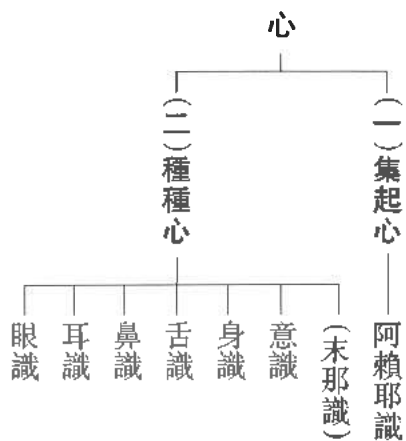 心
（一）集起心
阿賴耶識
（二）種種心
（末那識）
意識
身識
舌識
鼻識
耳識
眼識